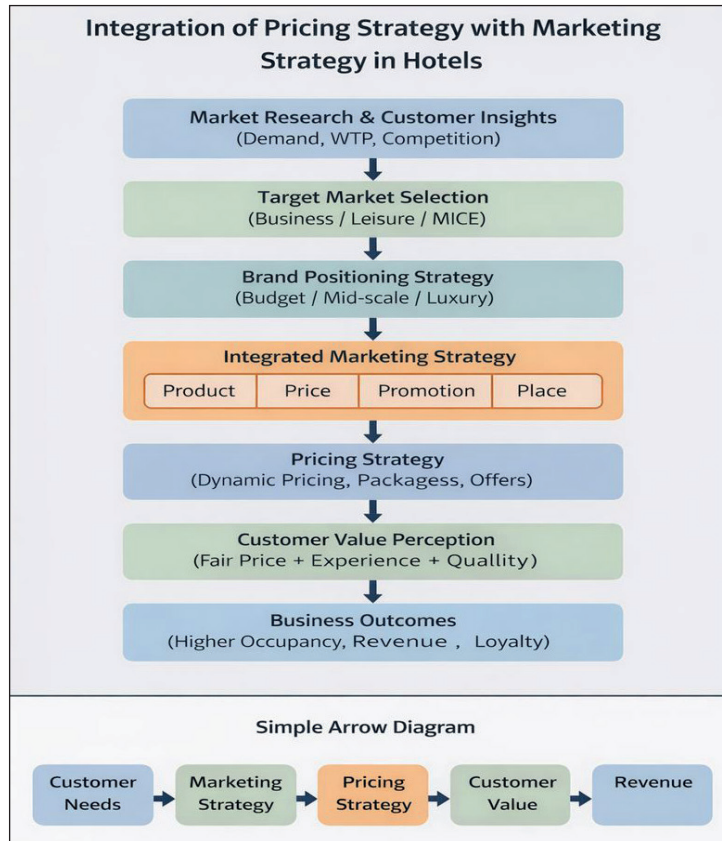 Integration of Pricing Strategy with Marketing
Strategy in Hotels
Market Research & Customer Insights
(Demand, WTP, Competition)
Target Market Selection
(Business / Leisure / MICE)
Brand Positioning Strategy
(Budget / Mid-scale / Luxury)
Integrated Marketing Strategy
Product Price Promotion Place
Pricing Strategy
(Dynamic Pricing, Packagess, Offers)
Customer Value Perception
(Fair Price + Experience + Quallity)
Business Outcomes
(Higher Occupancy, Revenue , Loyalty)
Simple Arrow Diagram
Customer
Needs
Marketing
Strategy
Pricing
Strategy
Customer
Value
Revenue